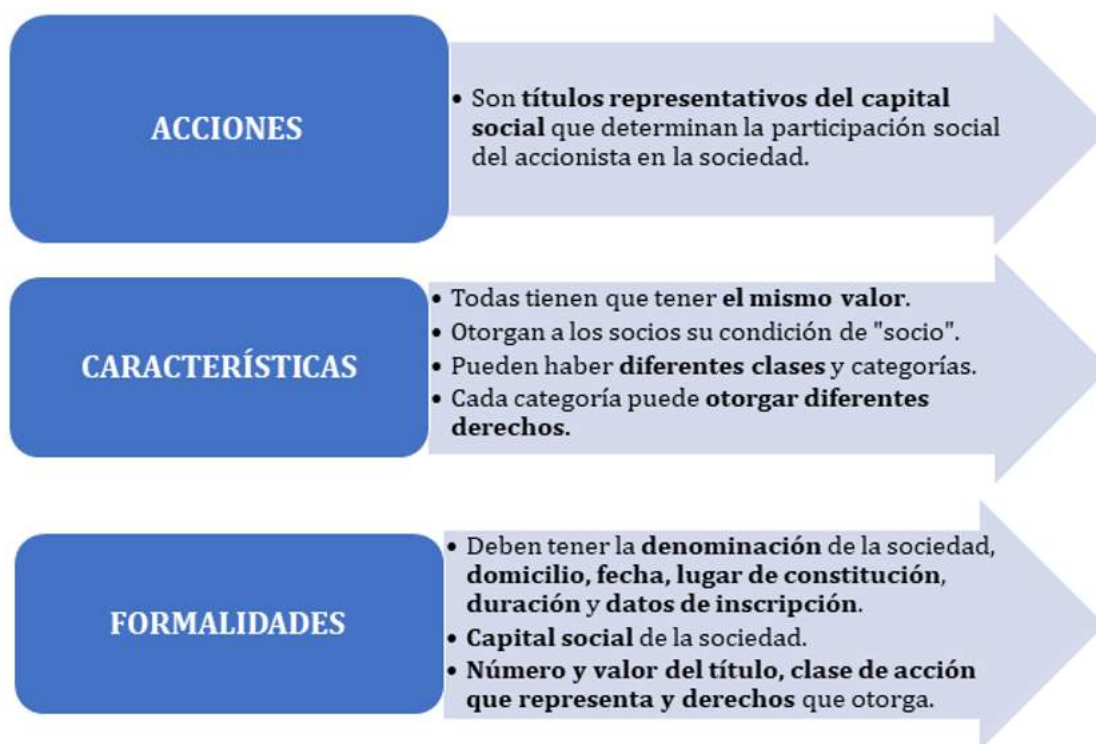 ACCIONES
• Son títulos representativos del capital
social que determinan la participación social
del accionista en la sociedad.
CARACTERÍSTICAS
• Todas tienen que tener el mismo valor.
• Otorgan a los socios su condición de "socio".
• Pueden haber diferentes clases y categorías.
• Cada categoría puede otorgar diferentes
derechos.
FORMALIDADES
• Deben tener la denominación de la sociedad,
domicilio, fecha, lugar de constitución,
duración y datos de inscripción.
• Capital social de la sociedad.
• Número y valor del título, clase de acción
que representa y derechos que otorga.